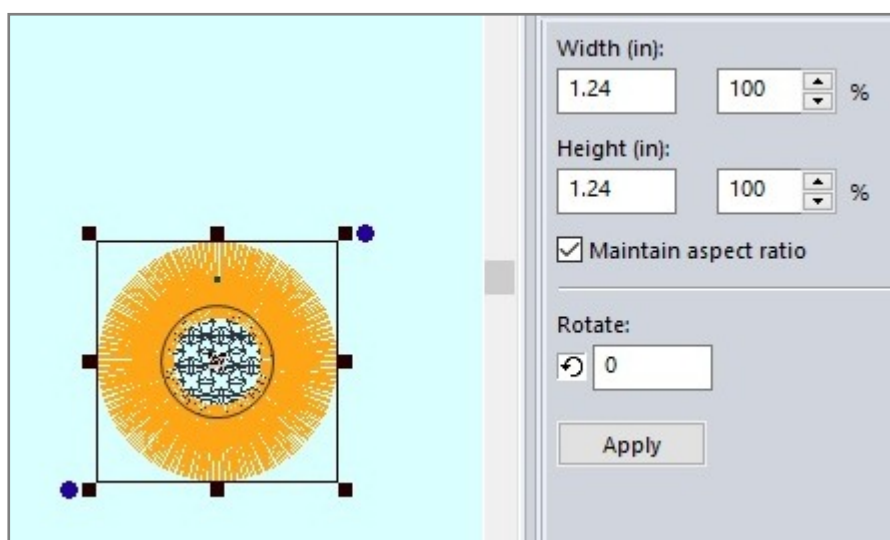 Width (in):
1.24 100 %
Height (in):
1.24 100 %
Maintain aspect ratio
Rotate:
0
Apply